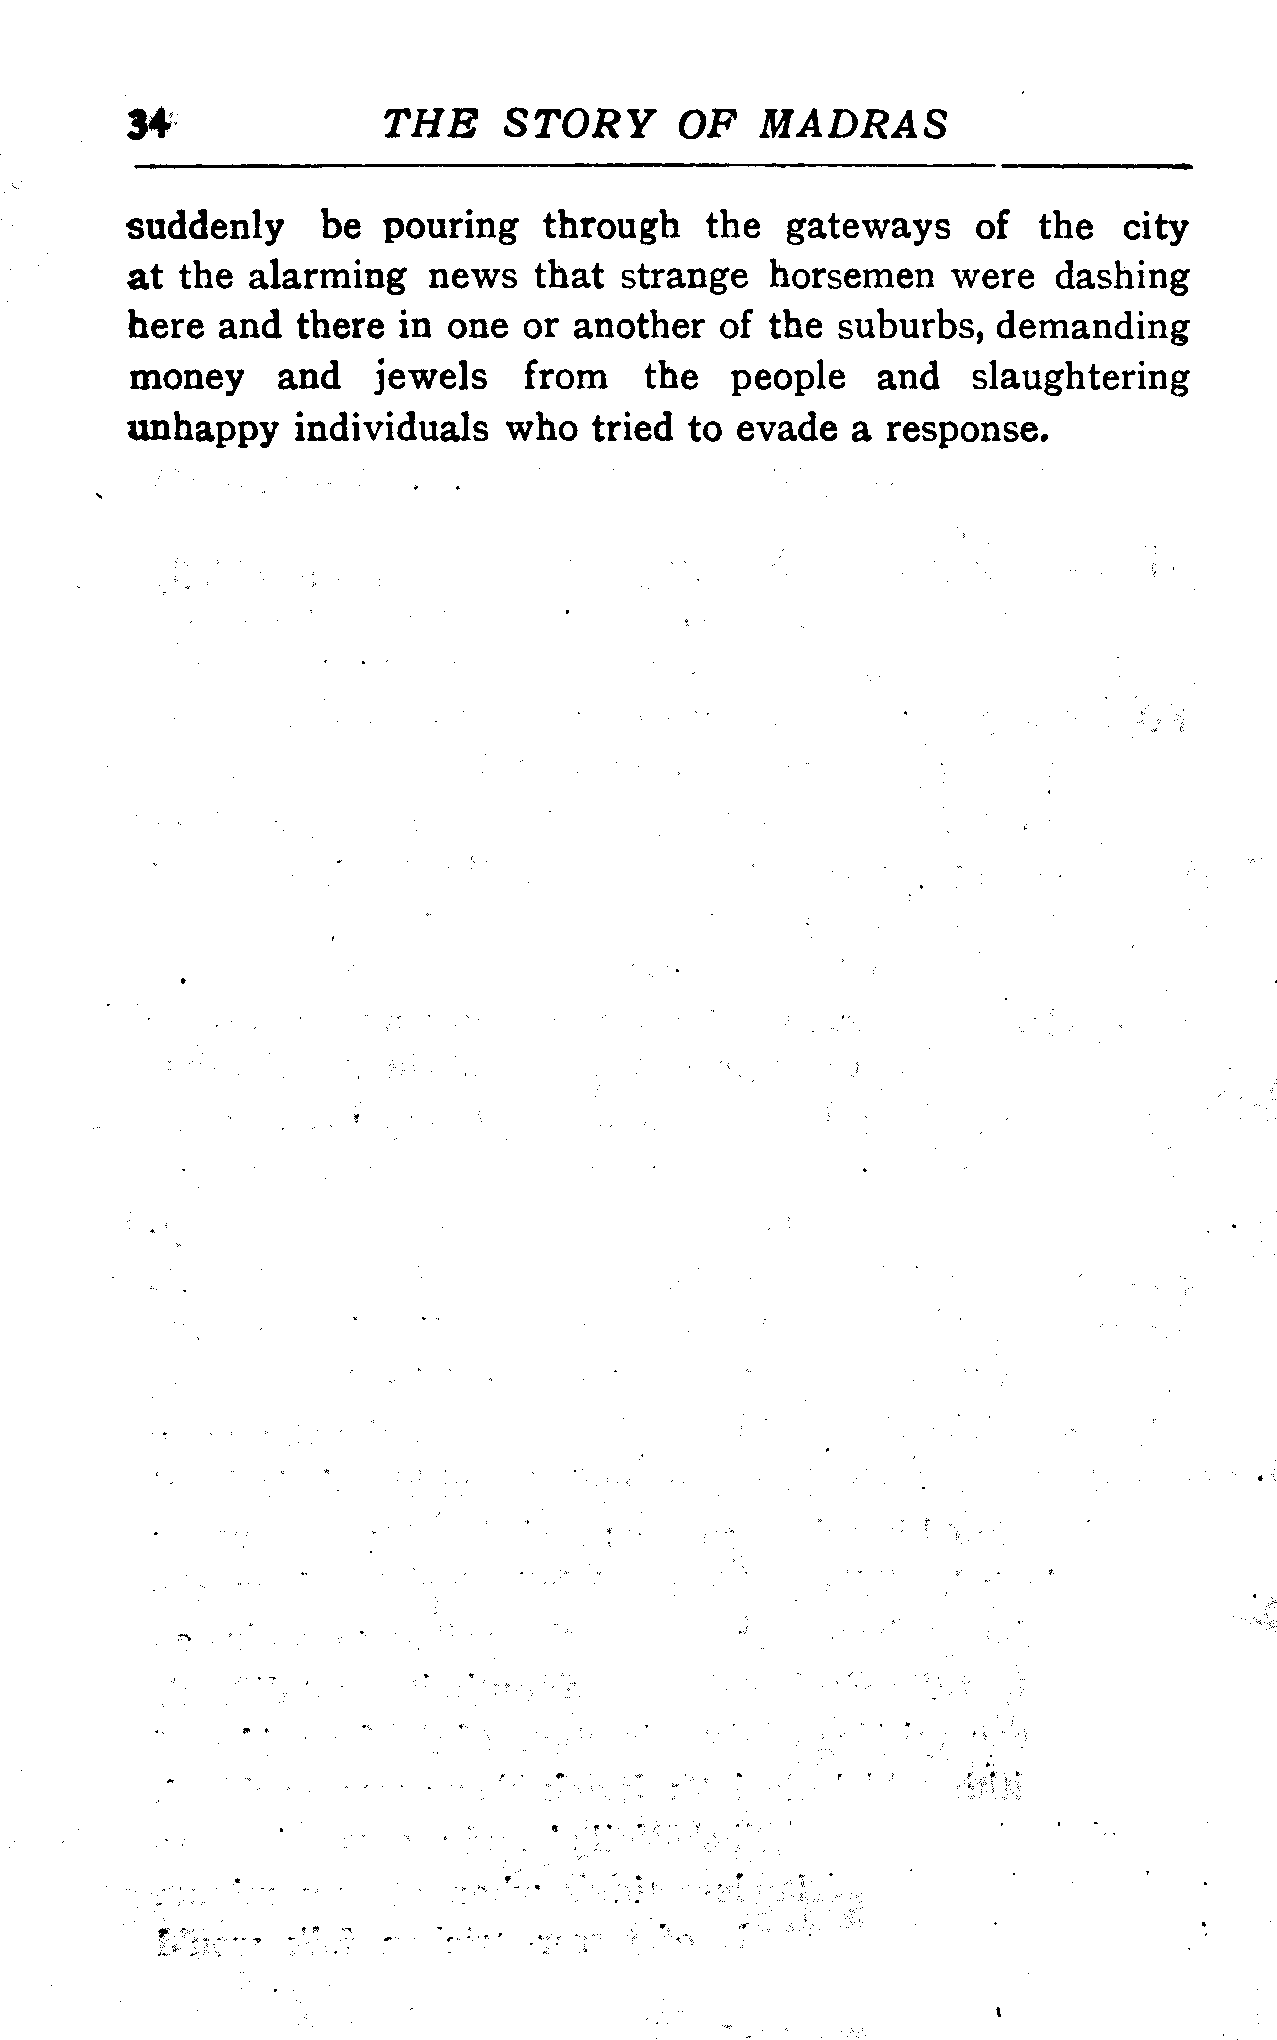 34 THE STORY OF MADRAS
suddenly be pouring through the gateways of the city
at the alarming news that strange horsemen were dashing
here and there in one or another of the suburbs, demanding
money and jewels from the people and slaughtering
unhappy individuals who tried to evade a response.